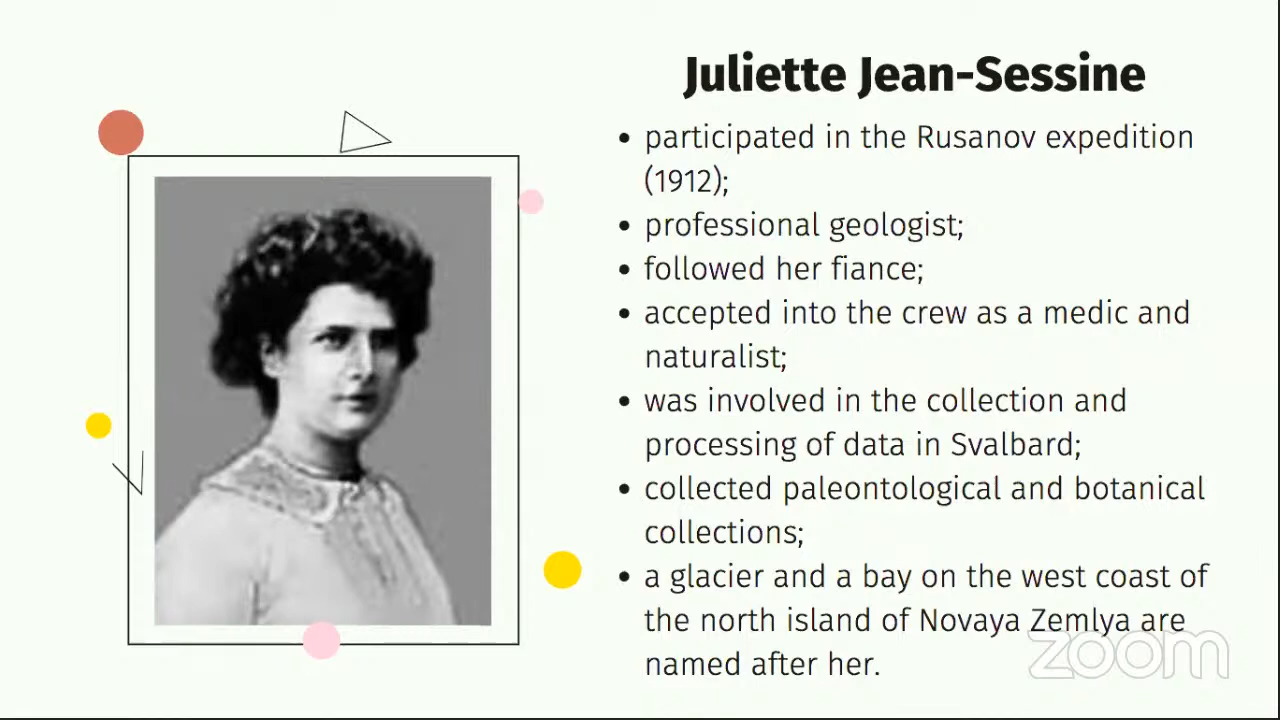 Juliette Jean-Sessine
• participated in the Rusanov expedition
(1912);
• professional geologist;
• followed her fiance;
• accepted into the crew as a medic and
naturalist;
• was involved in the collection and
processing of data in Svalbard;
• collected paleontological and botanical
collections;
• a glacier and a bay on the west coast of
the north island of Novaya Zemlya are
named after her.
zoom